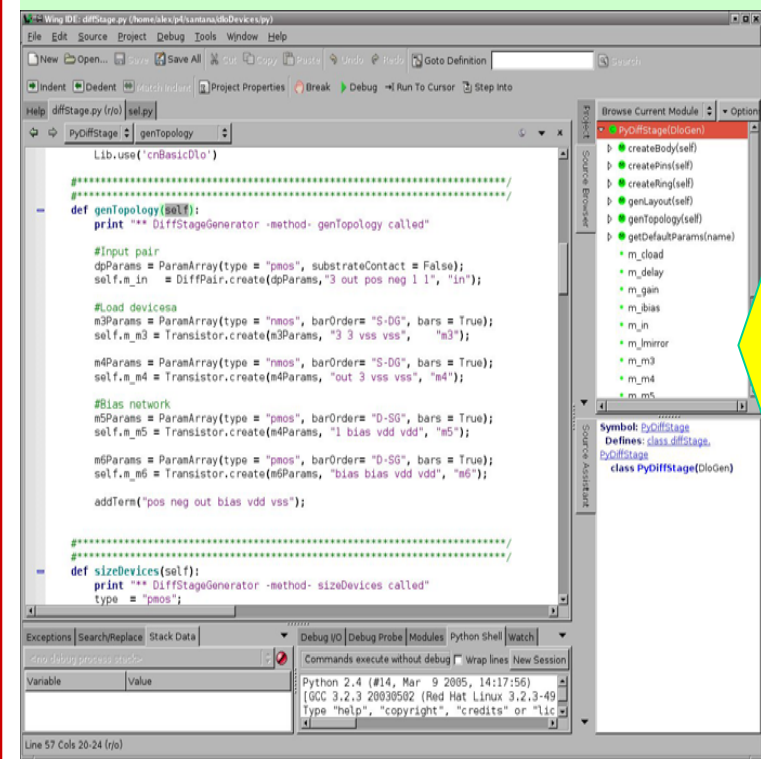 Wing IDE: diffStage.py (/home/alex/p4/santana/dloDevices/py)
File Edit Source Project Debug Tools Window Help
New Open... Save Save All Cut Copy Paste Undo Redo Goto Definition Search
Indent Dedent Match Indent Project Properties Break Debug Run To Cursor Step Into
Help diffStage.py (r/o) sel.py
PyDiffStage genTopology
Lib.use('cnBasicDlo')
#*******************************************************************/
#*******************************************************************/
def genTopology(self):
print "** DiffStageGenerator -method- genTopology called"
#Input pair
dpParams = ParamArray(type = "pmos", substrateContact = False);
self.m_in = DiffPair.create(dpParams,"3 out pos neg 1 1", "in");
#Load devicesa
m3Params = ParamArray(type = "nmos", barOrder= "S-DG", bars = True);
self.m_m3 = Transistor.create(m3Params, "3 3 vss vss", "m3");
m4Params = ParamArray(type = "nmos", barOrder= "S-DG", bars = True);
self.m_m4 = Transistor.create(m4Params, "out 3 vss vss", "m4");
#Bias network
m5Params = ParamArray(type = "pmos", barOrder= "D-SG", bars = True);
self.m_m5 = Transistor.create(m4Params, "1 bias vdd vdd", "m5");
m6Params = ParamArray(type = "pmos", barOrder= "D-SG", bars = True);
self.m_m6 = Transistor.create(m6Params, "bias bias vdd vdd", "m6");
addTerm("pos neg out bias vdd vss");
#*******************************************************************/
#*******************************************************************/
def sizeDevices(self):
print "** DiffStageGenerator -method- sizeDevices called"
type = "pmos";
Project
Source Browser
Browse Current Module Option
PyDiffStage(DloGen)
createBody(self)
createPins(self)
createRing(self)
genLayout(self)
genTopology(self)
getDefaultParams(name)
m_cload
m_delay
m_gain
m_ibias
m_in
m_lmirror
m_m3
m_m4
m_m5
Source Assistant
Symbol: PyDiffStage
Defines: class diffStage.
PyDiffStage
class PyDiffStage(DloGen)
Exceptions Search/Replace Stack Data
<no debug process stack>
Variable Value
Debug I/O Debug Probe Modules Python Shell Watch
Commands execute without debug Wrap lines New Session
Python 2.4 (#14, Mar 9 2005, 14:17:56)
[GCC 3.2.3 20030502 (Red Hat Linux 3.2.3-49
Type "help", "copyright", "credits" or "lic
Line 57 Cols 20-24 (r/o)